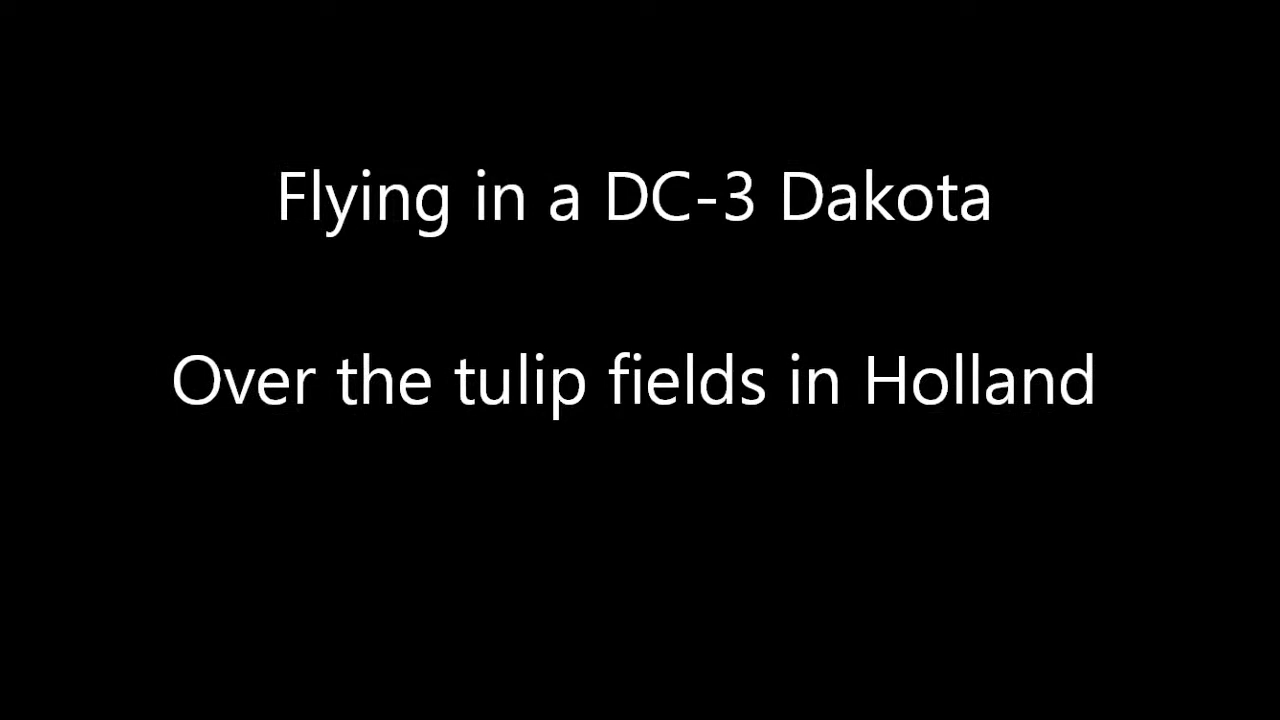 Flying in a DC-3 Dakota
Over the tulip fields in Holland